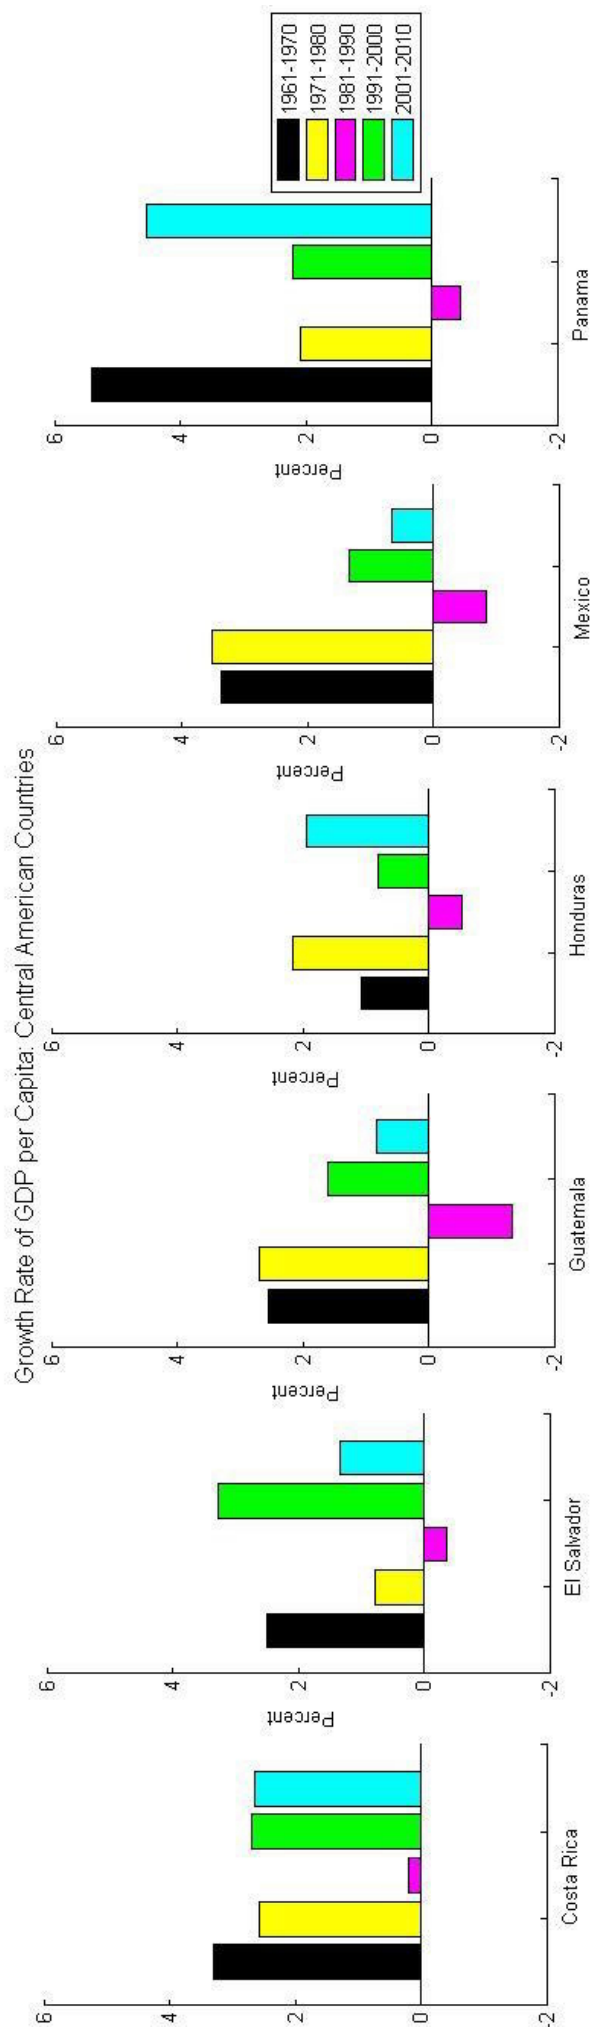 Growth Rate of GDP per Capita: Central American Countries
6
4
2
0
-2
Costa Rica
Percent
6
4
2
0
-2
El Salvador
Percent
6
4
2
0
-2
Guatemala
Percent
6
4
2
0
-2
Honduras
Percent
6
4
2
0
-2
Mexico
Percent
6
4
2
0
-2
Panama
1961-1970
1971-1980
1981-1990
1991-2000
2001-2010